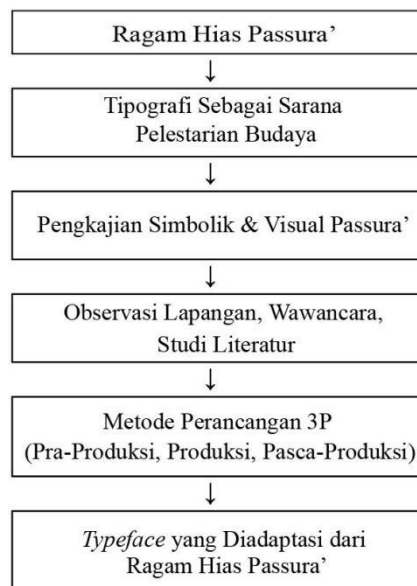 Ragam Hias Passura’
Tipografi Sebagai Sarana
Pelestarian Budaya
Pengkajian Simbolik & Visual Passura’
Observasi Lapangan, Wawancara,
Studi Literatur
Metode Perancangan 3P
(Pra-Produksi, Produksi, Pasca-Produksi)
Typeface yang Diadaptasi dari
Ragam Hias Passura’